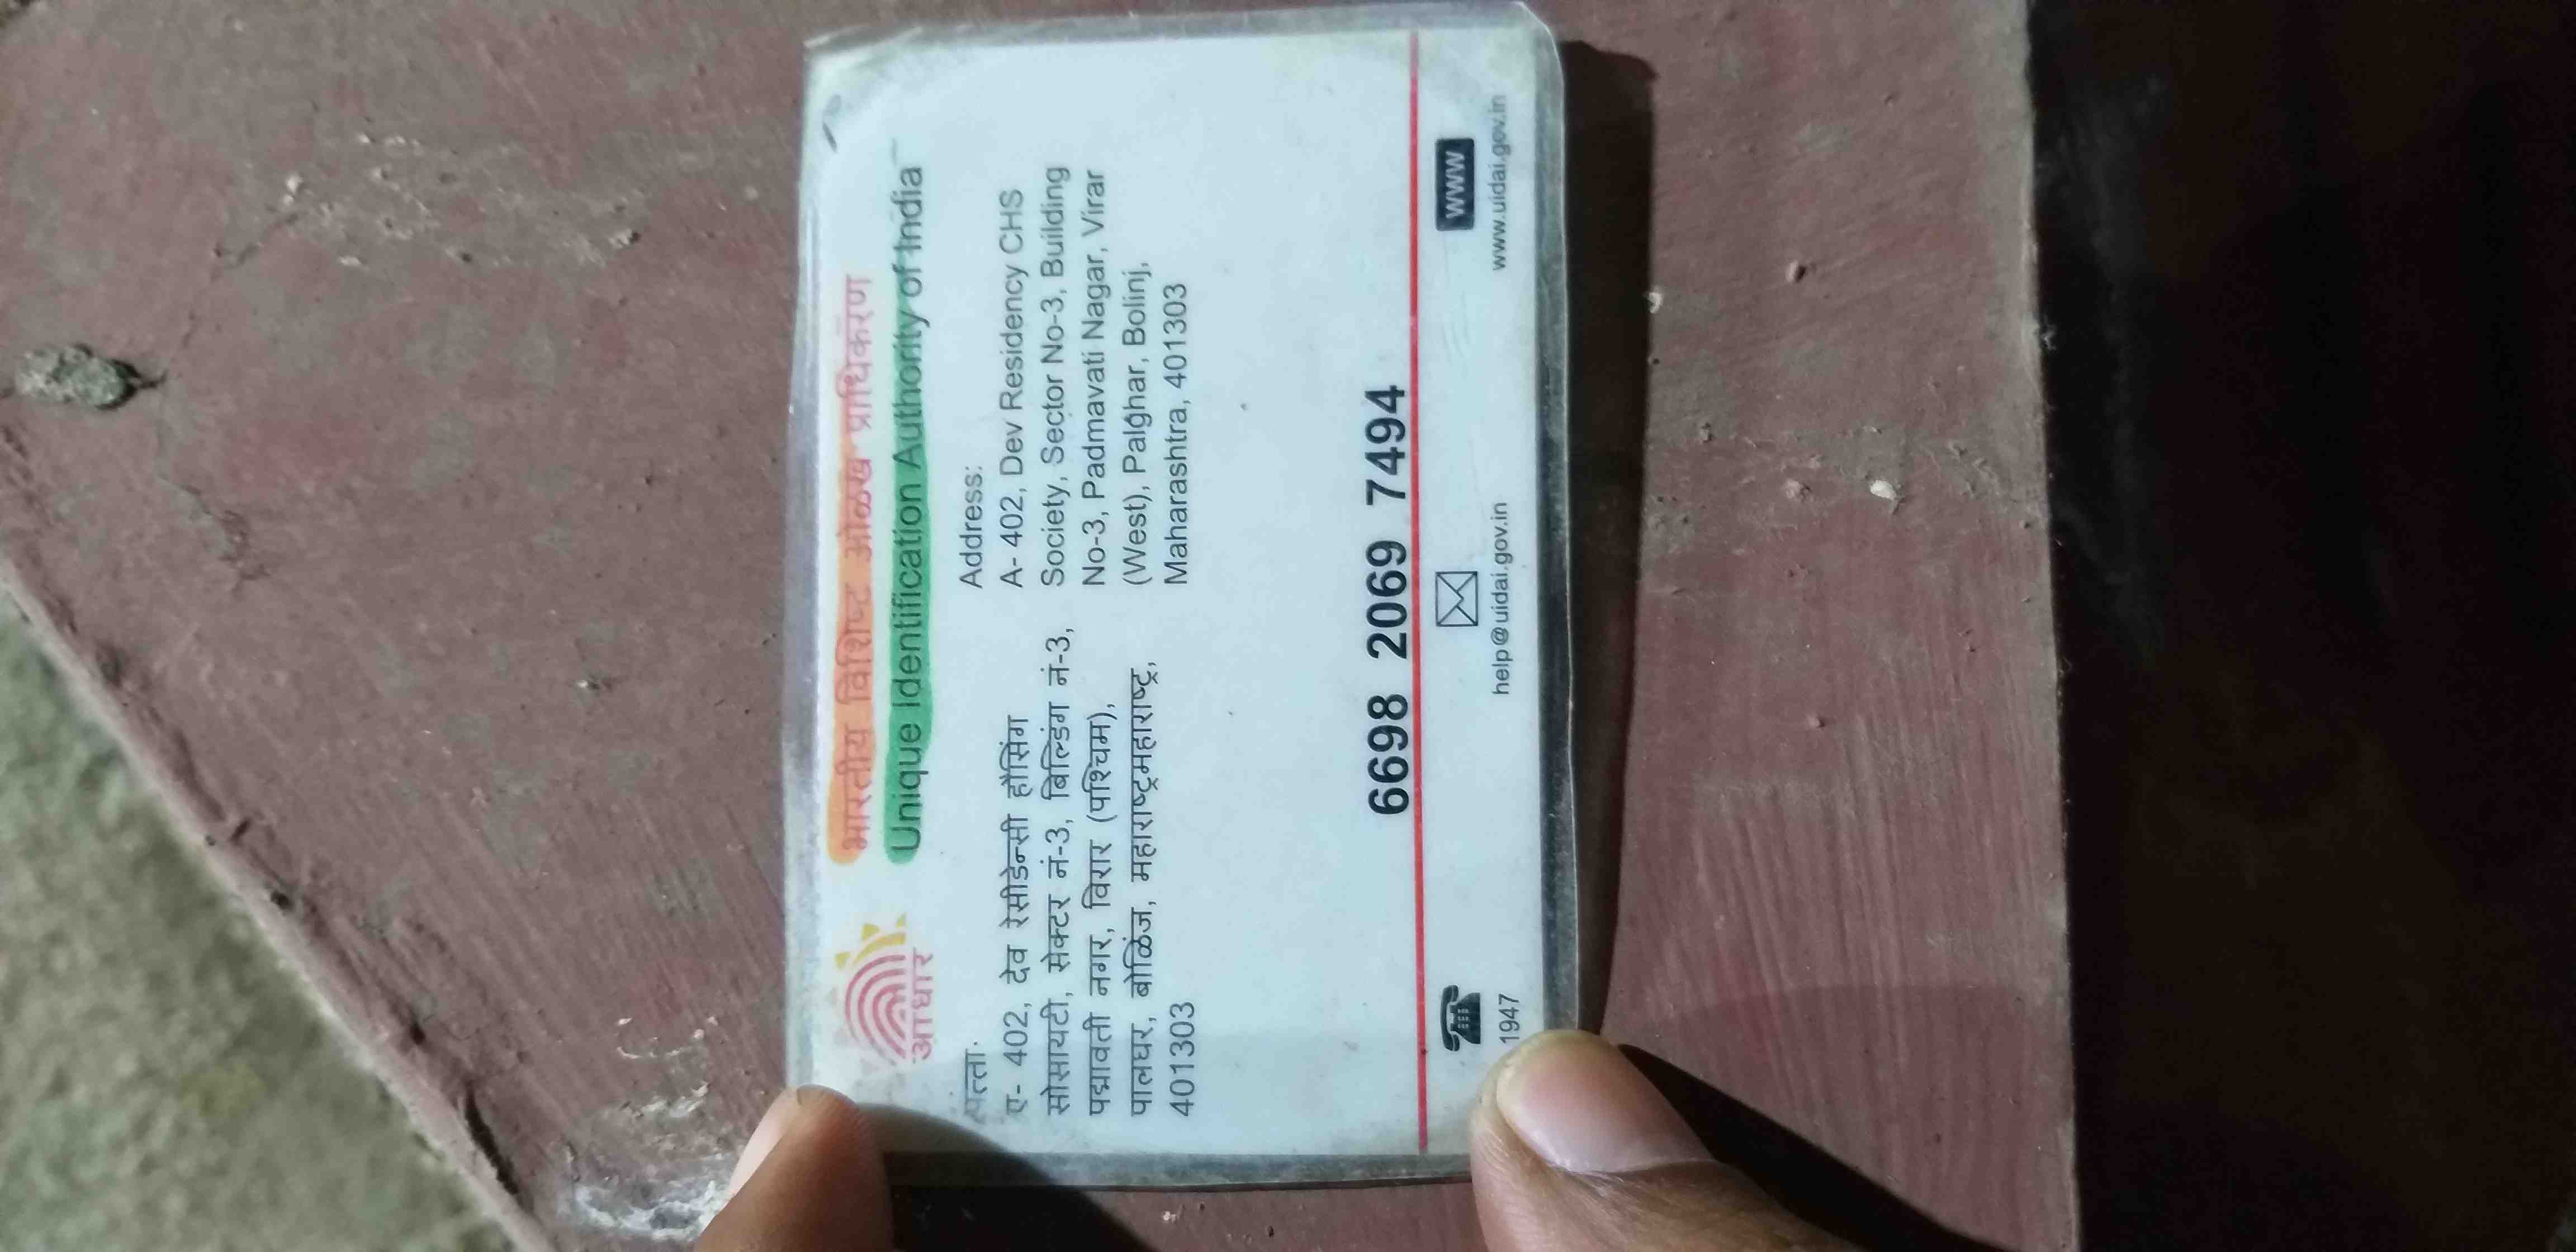 भारतीय विशिष्ट ओळख प्राधिकरण
Unique Identification Authority of India
आधार
पत्ता:
ए- 402, देव रेसीडेन्सी हौसिंग
सोसायटी, सेक्टर नं-3, बिल्डिंग नं-3,
पद्मावती नगर, विरार (पश्चिम),
पालघर, बोळिंज, महाराष्ट्रमहाराष्ट्र,
401303
Address:
A- 402, Dev Residency CHS
Society, Sector No-3, Building
No-3, Padmavati Nagar, Virar
(West), Palghar, Bolinj,
Maharashtra, 401303
6698 2069 7494
1947
help@uidai.gov.in
WWW
www.uidai.gov.in